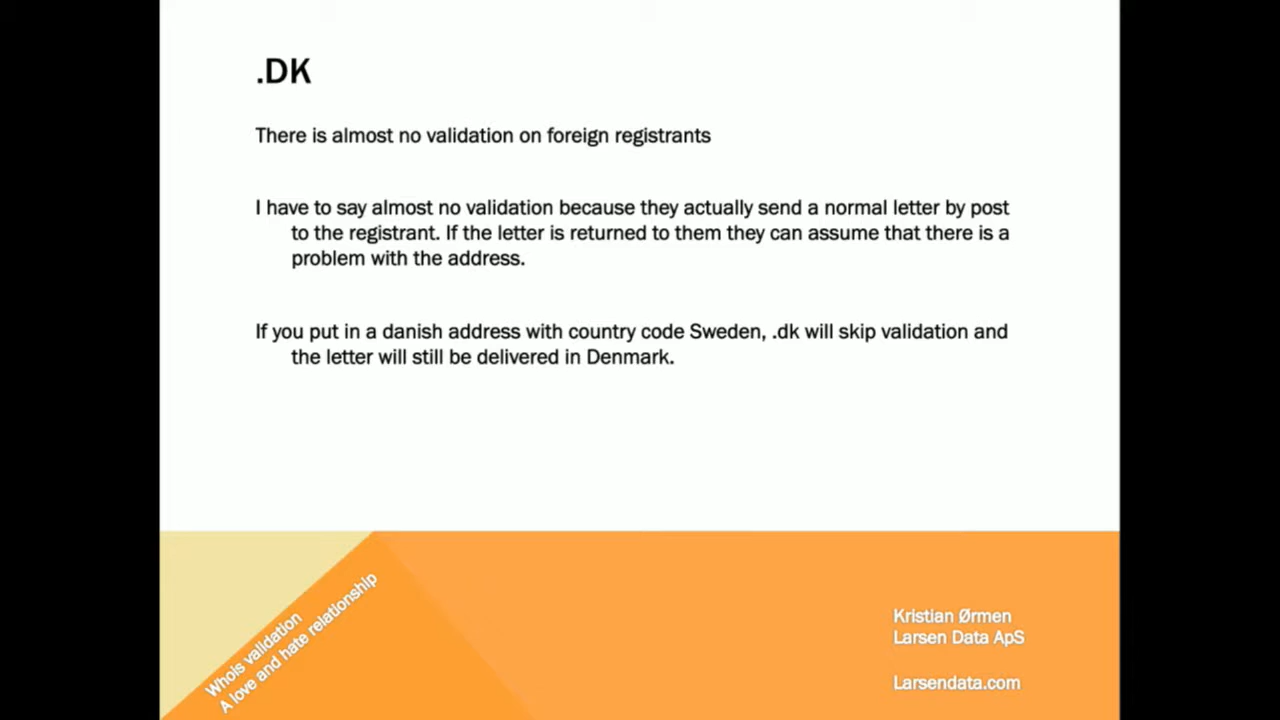 .DK
There is almost no validation on foreign registrants
I have to say almost no validation because they actually send a normal letter by post
to the registrant. If the letter is returned to them they can assume that there is a
problem with the address.
If you put in a danish address with country code Sweden, .dk will skip validation and
the letter will still be delivered in Denmark.
Whois validation
A love and hate relationship
Kristian Ørmen
Larsen Data ApS
Larsendata.com